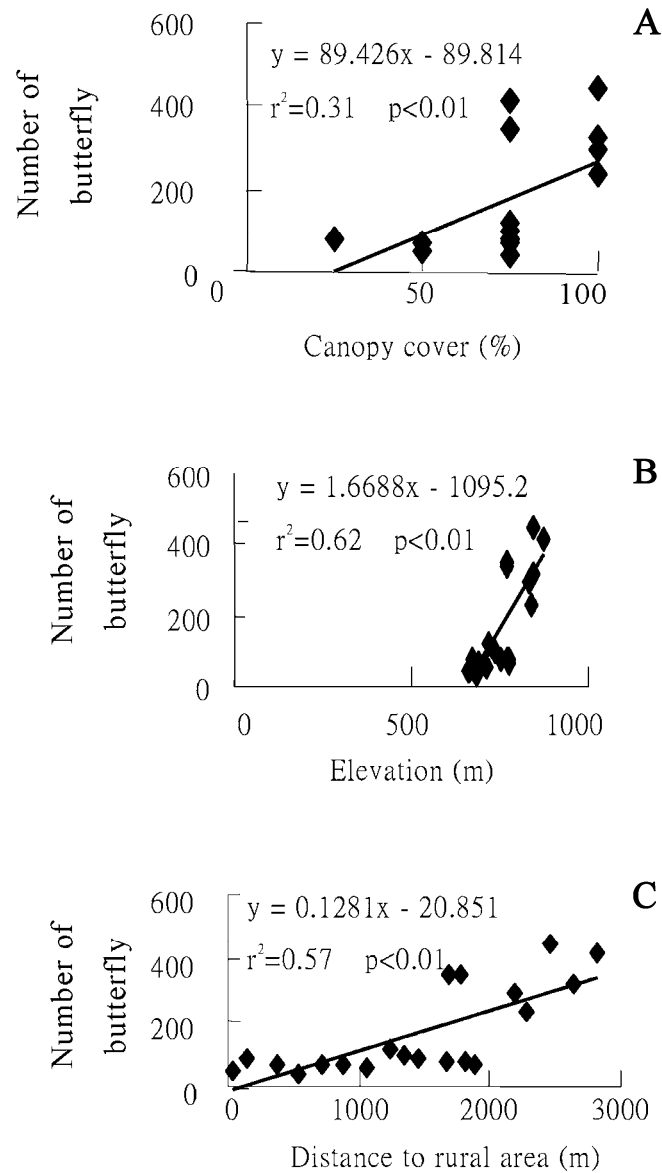 A
600
y = 89.426x - 89.814
r²=0.31 p<0.01
400
200
0
0 50 100
Number of
butterfly
Canopy cover (%)
B
600
y = 1.6688x - 1095.2
r²=0.62 p<0.01
400
200
0
0 500 1000
Number of
butterfly
Elevation (m)
C
600
y = 0.1281x - 20.851
r²=0.57 p<0.01
400
200
0
0 1000 2000 3000
Number of
butterfly
Distance to rural area (m)